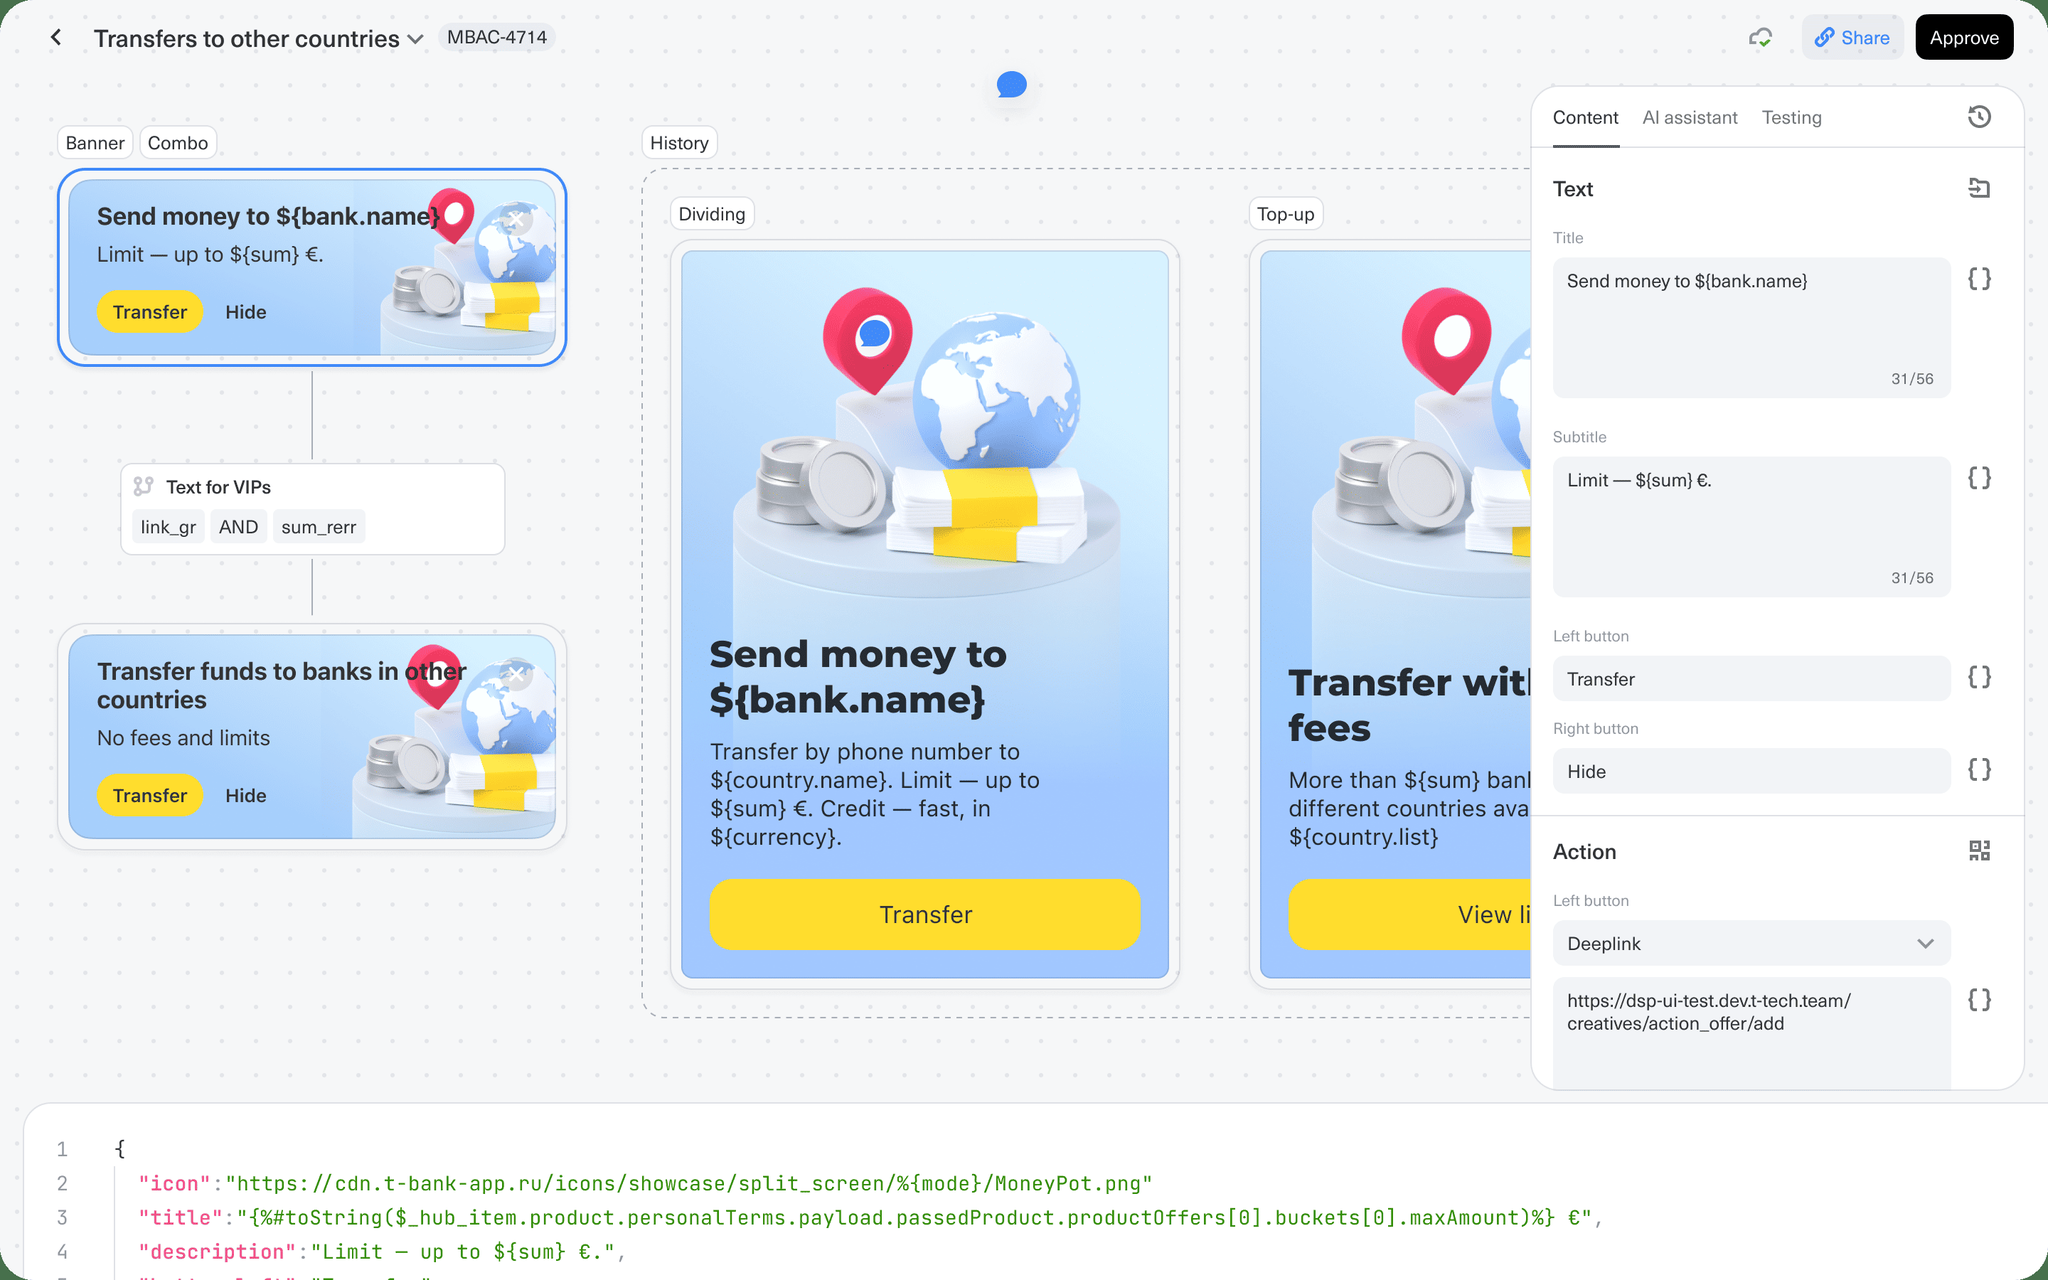 Transfers to other countries
MBAC-4714
Share
Approve
Banner
Combo
Send money to ${bank.name}
Limit — up to ${sum} €.
Transfer
Hide
Text for VIPs
link_gr AND sum_rerr
Transfer funds to banks in other
countries
No fees and limits
Transfer
Hide
History
Dividing
Send money to
${bank.name}
Transfer by phone number to
${country.name}. Limit — up to
${sum} €. Credit — fast, in
${currency}.
Transfer
Top-up
Transfer with
fees
More than ${sum} bank
different countries ava
${country.list}
View li
Content
AI assistant
Testing
Text
Title
Send money to ${bank.name}
31/56
Subtitle
Limit — ${sum} €.
31/56
Left button
Transfer
Right button
Hide
Action
Left button
Deeplink
https://dsp-ui-test.dev.t-tech.team/
creatives/action_offer/add
1 {
2 "icon":"https://cdn.t-bank-app.ru/icons/showcase/split_screen/%{mode}/MoneyPot.png"
3 "title":"{%#toString($_hub_item.product.personalTerms.payload.passedProduct.productOffers[0].buckets[0].maxAmount)%} €",
4 "description":"Limit — up to ${sum} €.",